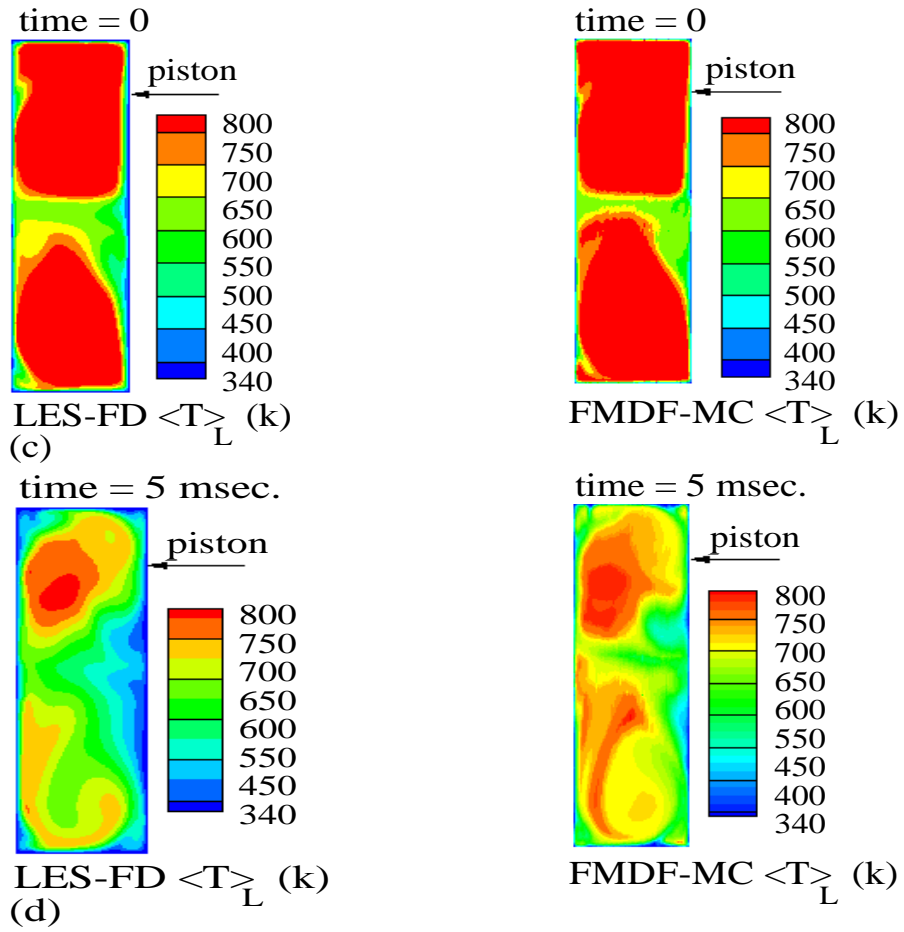 time = 0
piston
800
750
700
650
600
550
500
450
400
340
LES-FD <T>L (k)
(c)
time = 0
piston
800
750
700
650
600
550
500
450
400
340
FMDF-MC <T>L (k)
time = 5 msec.
piston
800
750
700
650
600
550
450
340
LES-FD <T>L (k)
(d)
time = 5 msec.
piston
800
750
700
650
600
550
500
450
400
340
FMDF-MC <T>L (k)